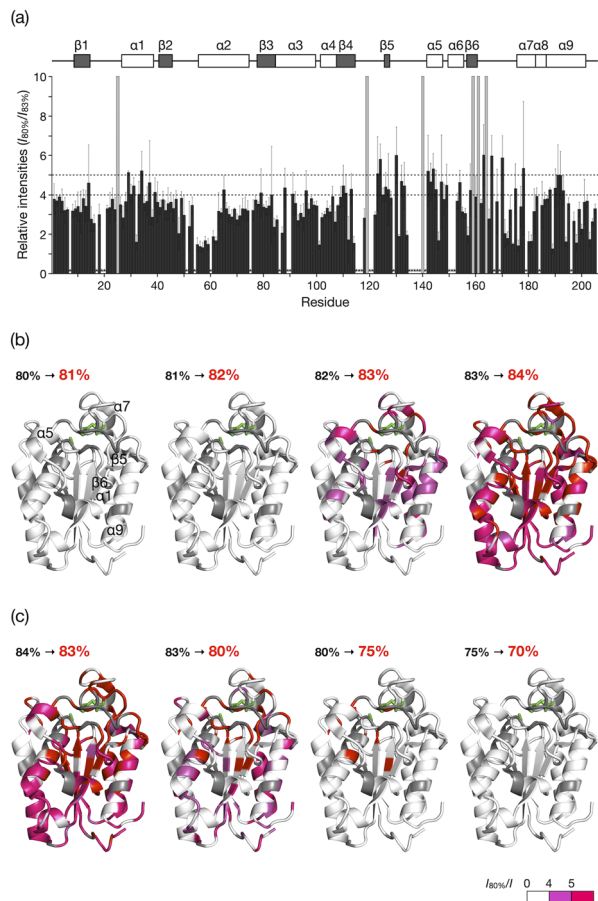 (a)
β1 α1 β2 α2 β3 α3 α4 β4 β5 α5 α6 β6 α7 α8 α9
Relative intensities (I80%/I83%)
10
8
6
4
2
0
20 40 60 80 100 120 140 160 180 200
Residue
(b)
80% → 81% 81% → 82% 82% → 83% 83% → 84%
α7
α5
β5
β6
α1
α9
(c)
84% → 83% 83% → 80% 80% → 75% 75% → 70%
I80%/I 0 4 5